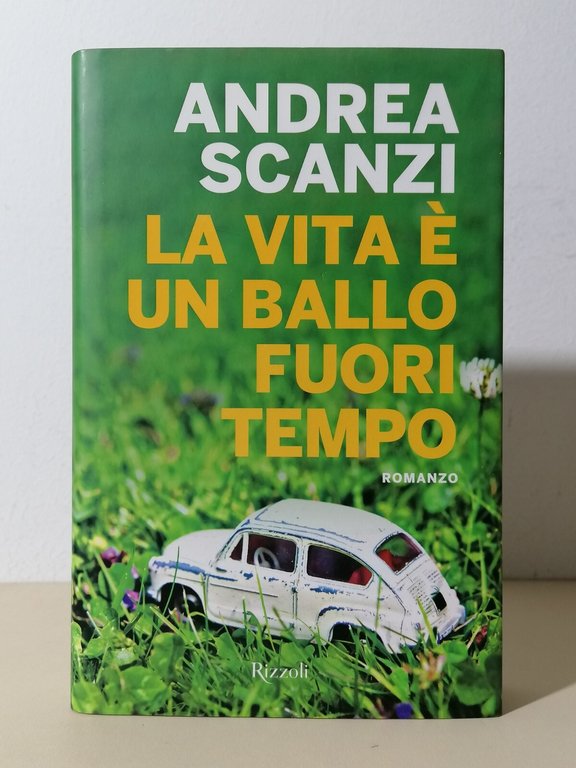 ANDREA
SCANZI
LA VITA È
UN BALLO
FUORI
TEMPO
ROMANZO
Rizzoli